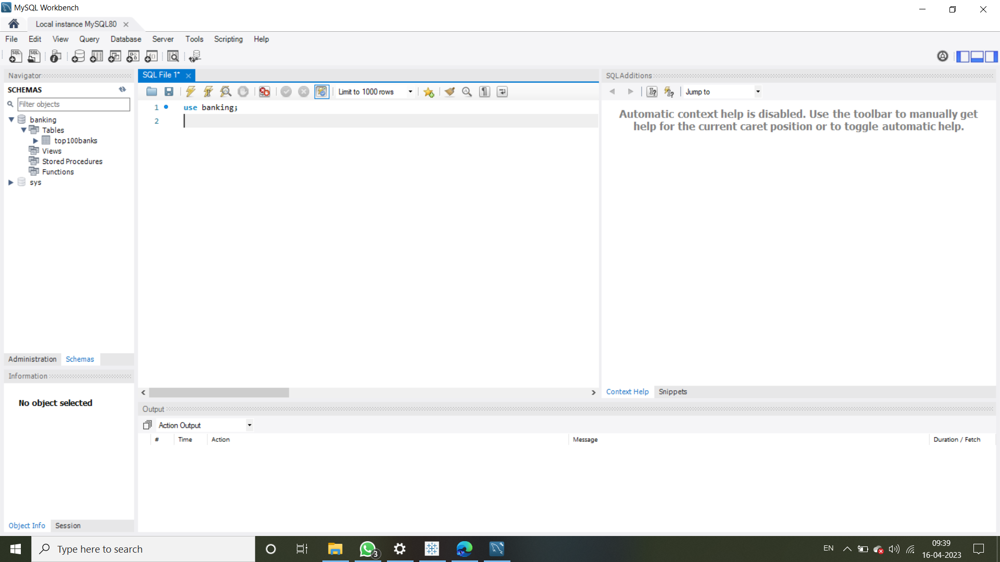 MySQL Workbench
Local instance MySQL80
File Edit View Query Database Server Tools Scripting Help
Navigator
SCHEMAS
Filter objects
banking
Tables
top100banks
Views
Stored Procedures
Functions
sys
Administration Schemas
Information
No object selected
Object Info Session
SQL File 1*
Limit to 1000 rows
1 use banking;
2
SQLAdditions
Jump to
Automatic context help is disabled. Use the toolbar to manually get
help for the current caret position or to toggle automatic help.
Context Help Snippets
Output
Action Output
# Time Action Message Duration / Fetch
Type here to search
3
EN
09:39
16-04-2023